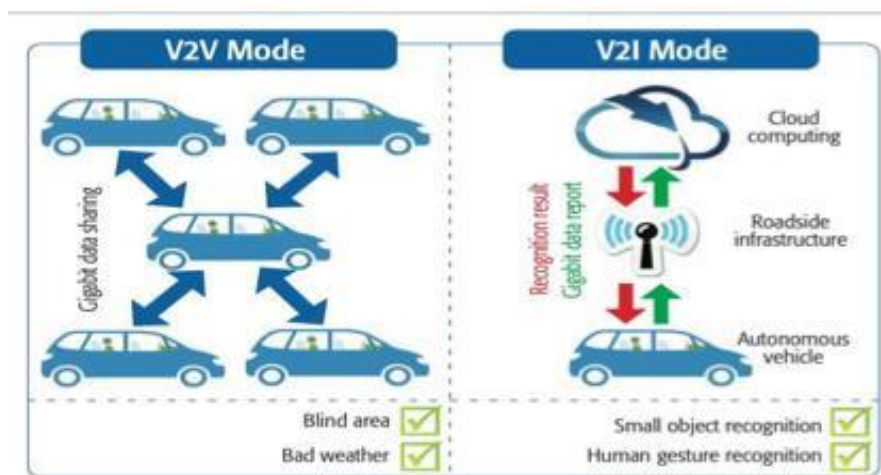 V2V Mode
Gigabit data sharing
Blind area
Bad weather
V2I Mode
Cloud
computing
Recognition result
Gigabit data report
Roadside
infrastructure
Autonomous
vehicle
Small object recognition
Human gesture recognition